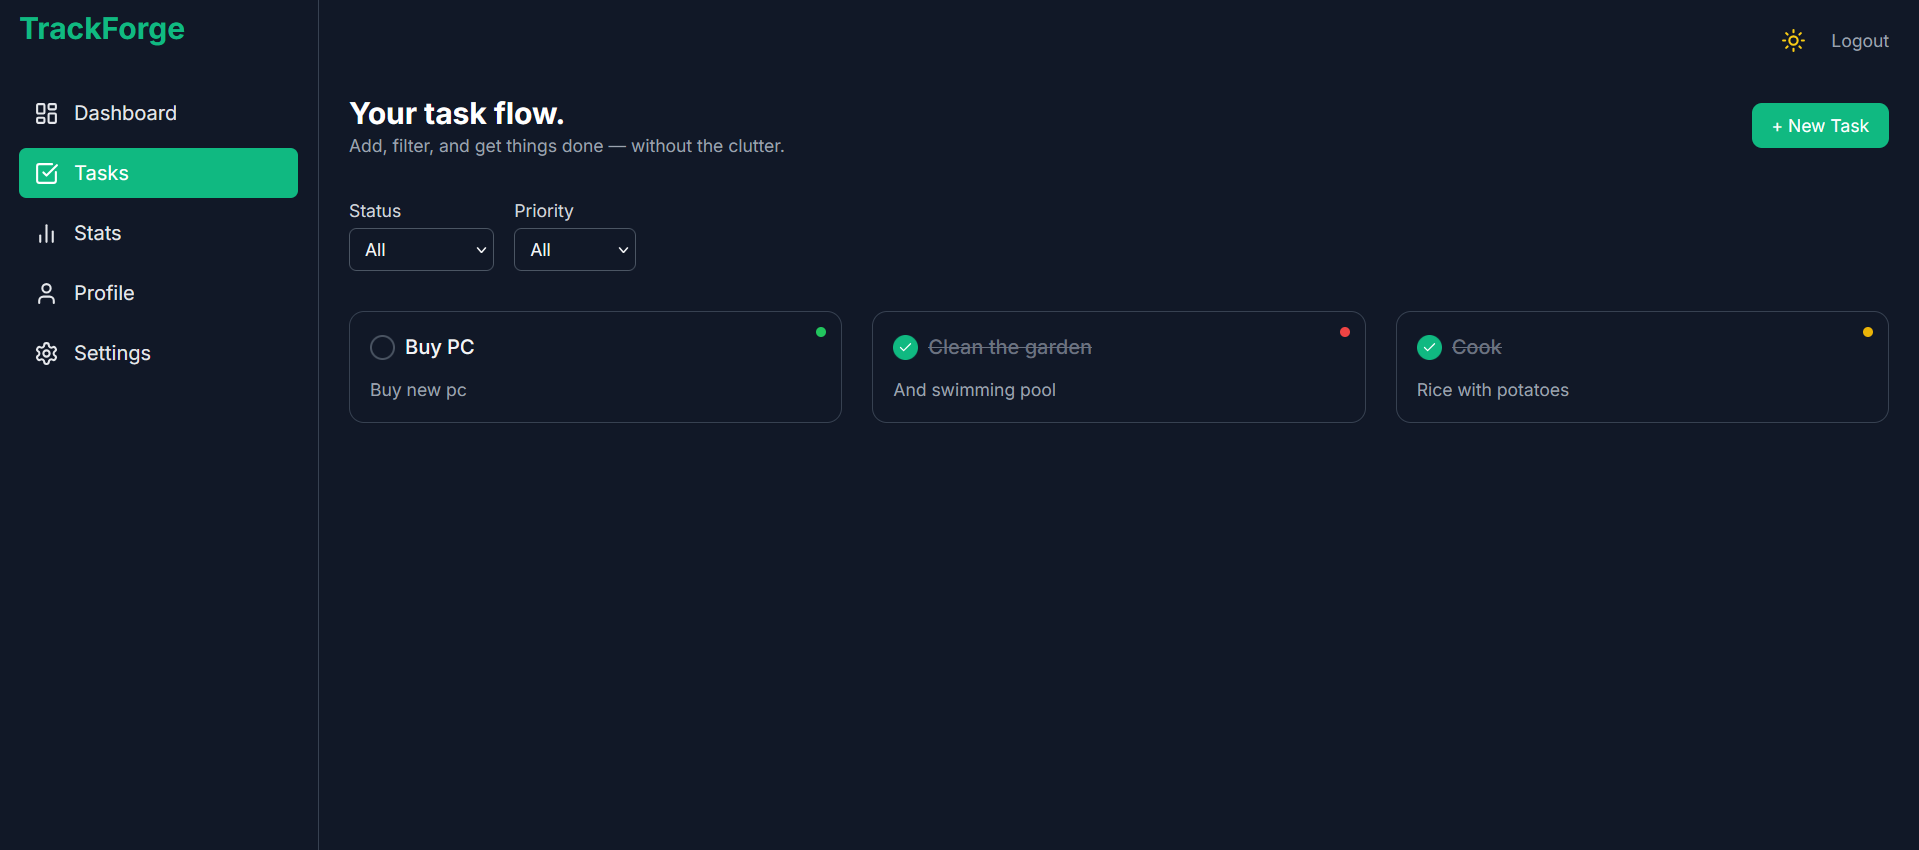 TrackForge
Dashboard
Tasks
Stats
Profile
Settings
Logout
Your task flow.
Add, filter, and get things done — without the clutter.
+ New Task
Status
Priority
All
All
Buy PC
Buy new pc
Clean the garden
And swimming pool
Cook
Rice with potatoes